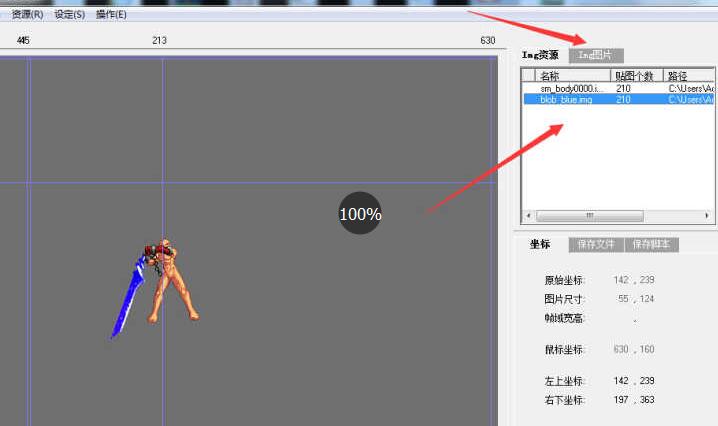 资源(R) 设定(S) 操作(E)
445 213 630
Img资源 Img图片
名称 贴图个数 路径
sm_body0000.i... 210 C:\Users\Ad
blob_blue.img 210 C:\Users\Ad
100%
坐标 保存文件 保存脚本
原始坐标: 142 , 239
图片尺寸: 55 , 124
帧域宽高: ,
鼠标坐标: 630 , 160
左上坐标: 142 , 239
右下坐标: 197 , 363